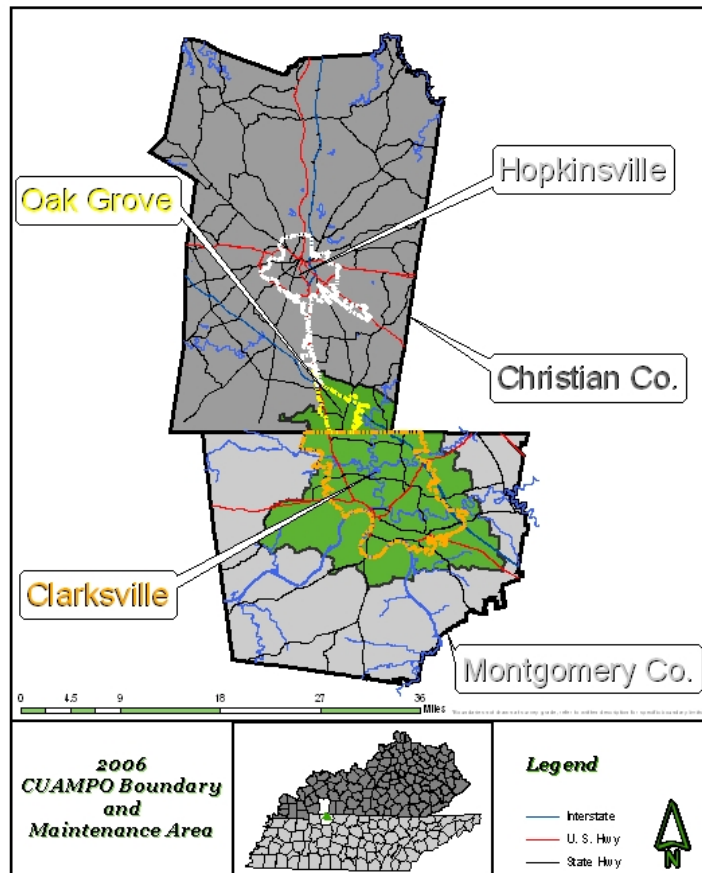 Hopkinsville
Oak Grove
Christian Co.
Clarksville
Montgomery Co.
0 4.5 9 18 27 36
Miles
2006
CUAMPO Boundary
and
Maintenance Area
Legend
Interstate
U. S. Hwy
State Hwy